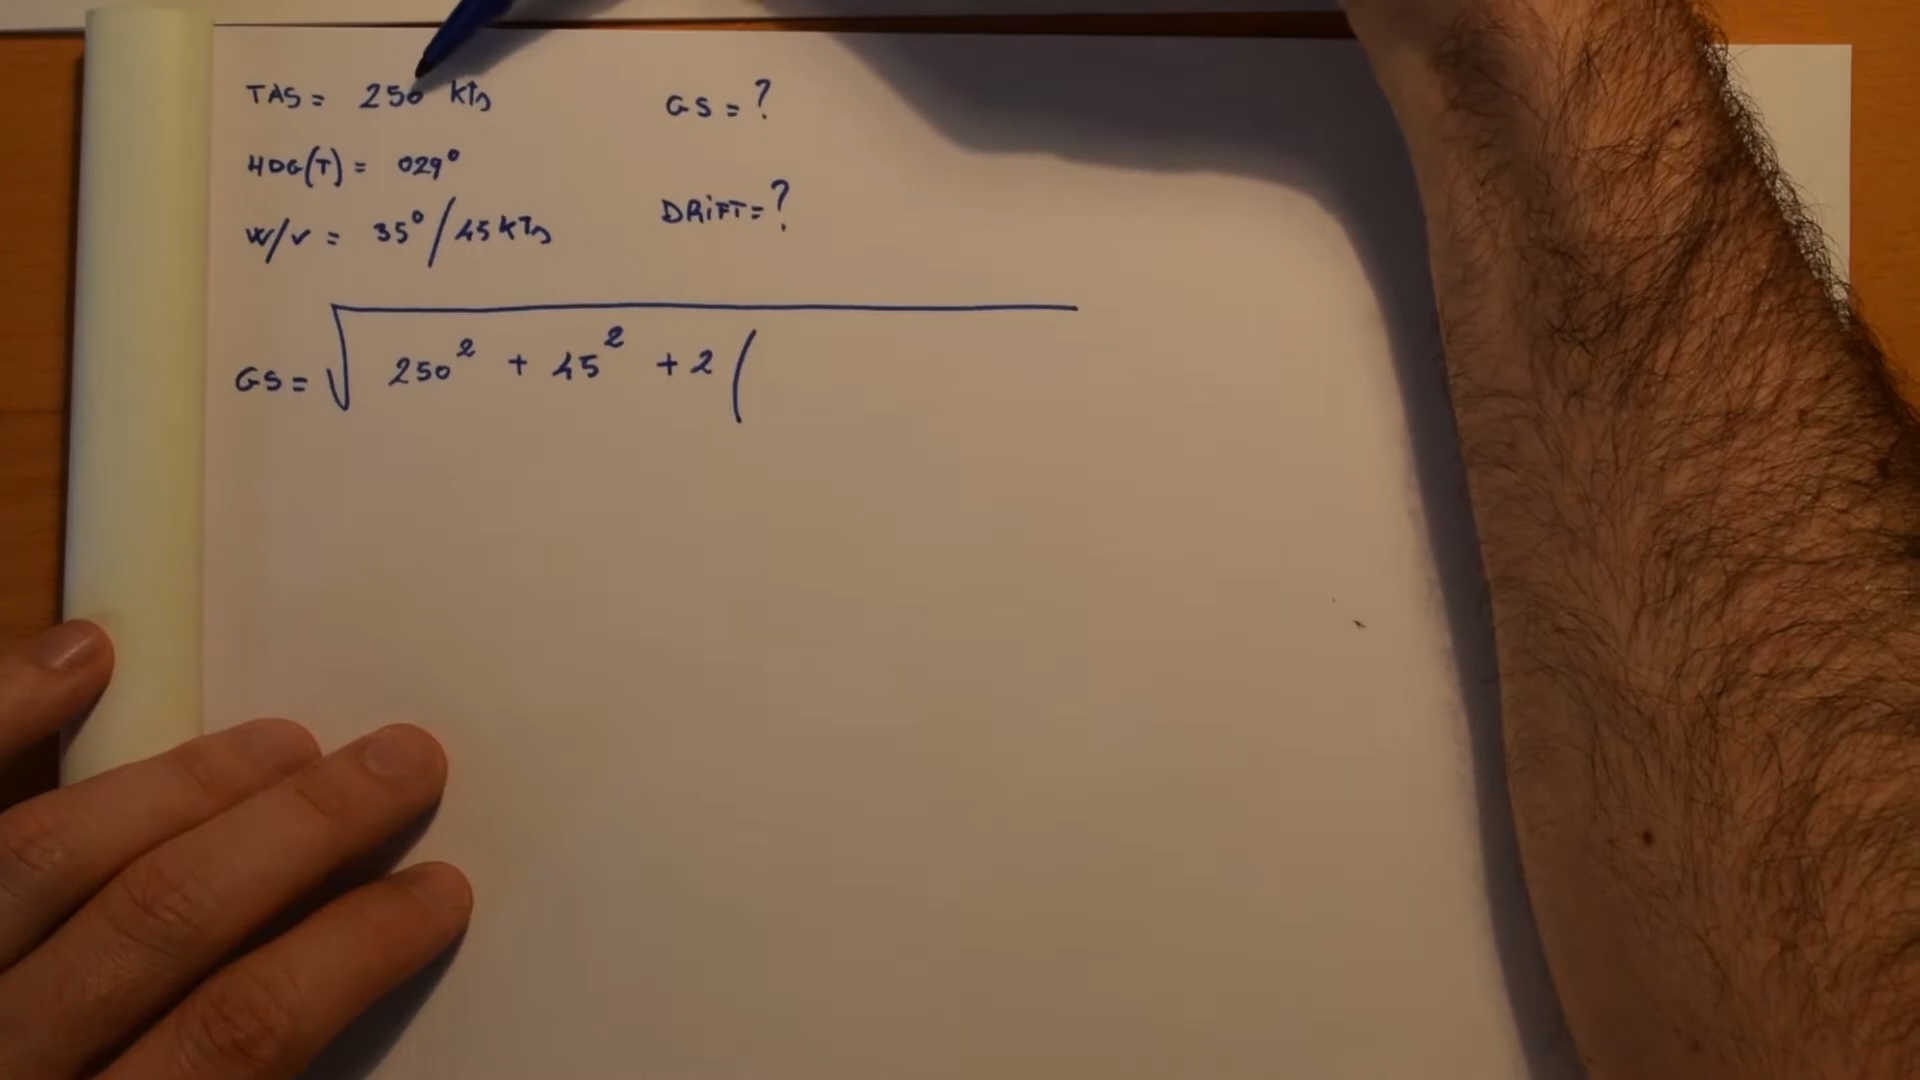 TAS = 250 kTs
GS = ?
HDG(T) = 029°
W/V = 35°/45 kTs
DRiFT = ?
GS = √ 250² + 45² + 2 (